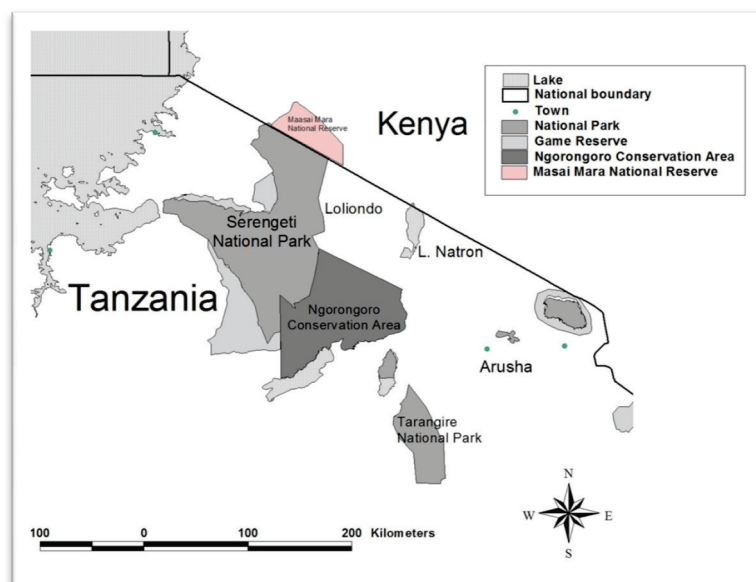 Lake
National boundary
Town
National Park
Game Reserve
Ngorongoro Conservation Area
Masai Mara National Reserve
Kenya
Maasai Mara
National Reserve
Loliondo
Serengeti
National Park
L. Natron
Tanzania
Ngorongoro
Conservation Area
Arusha
Tarangire
National Park
N
W E
S
100 0 100 200 Kilometers